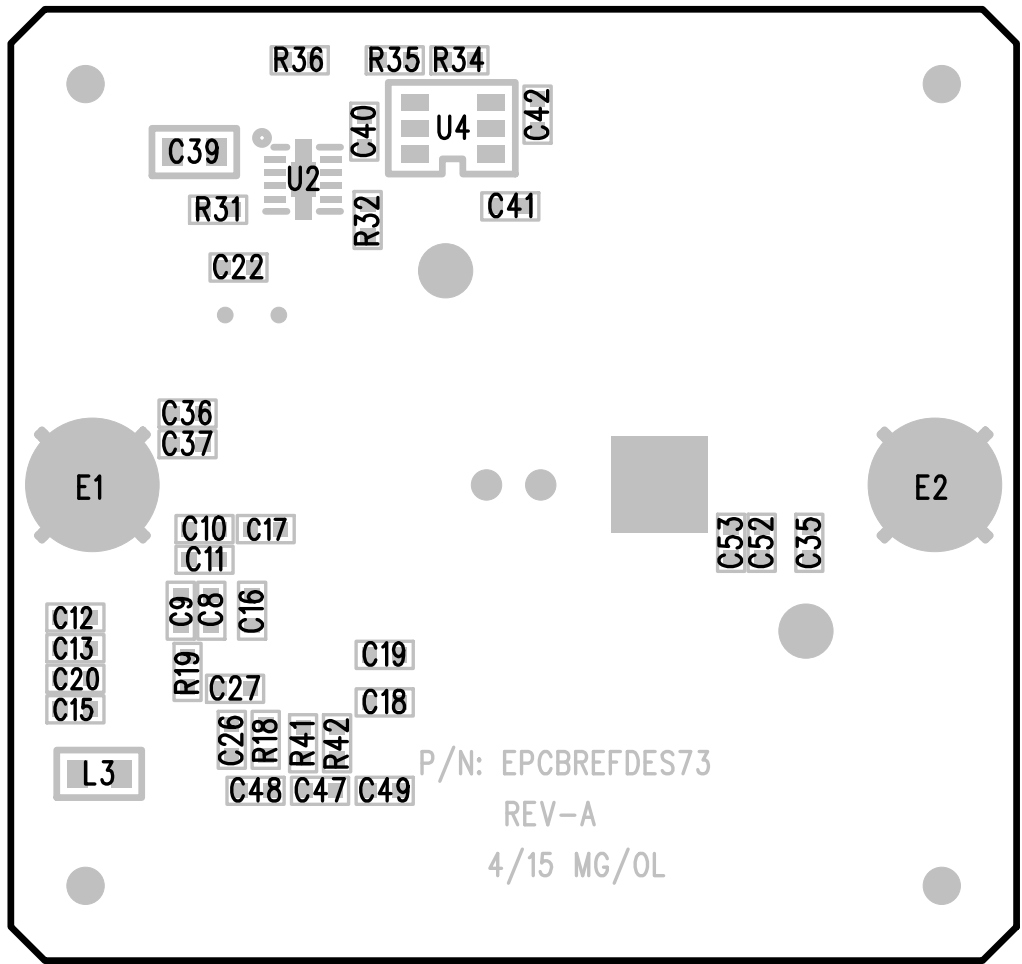 R36
R35
R34
C40
U4
C42
C39
U2
R31
R32
C41
C22
C36
C37
E1
E2
C10
C17
C11
C53
C52
C35
C9
C8
C16
C12
C13
C20
C15
R19
C27
C19
C18
C26
R18
R41
R42
L3
C48
C47
C49
P/N: EPCBREFDES73
REV-A
4/15 MG/OL